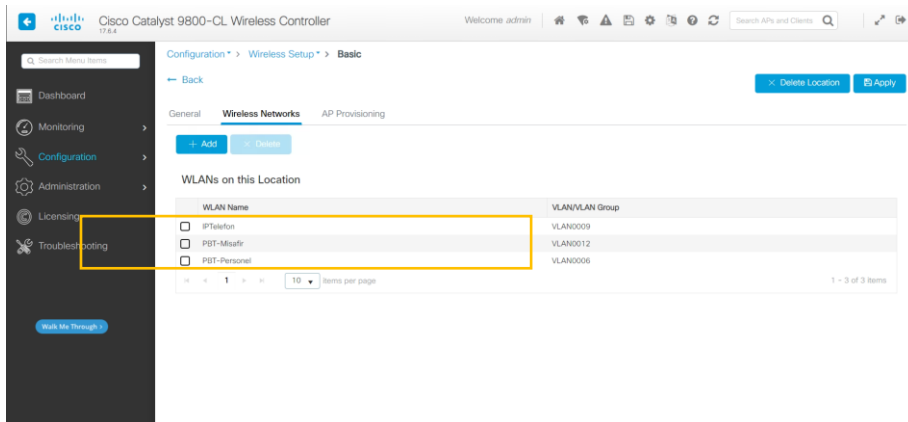 cisco
Cisco Catalyst 9800-CL Wireless Controller
17.6.4
Welcome admin
Search APs and Clients
Search Menu Items
Dashboard
Monitoring
Configuration
Administration
Licensing
Troubleshooting
Walk Me Through >
Configuration > Wireless Setup > Basic
← Back
× Delete Location
Apply
General Wireless Networks AP Provisioning
+ Add × Delete
WLANs on this Location
WLAN Name VLAN/VLAN Group
IPTelefon VLAN0009
PBT-Misafir VLAN0012
PBT-Personel VLAN0006
1 10 items per page 1 - 3 of 3 items